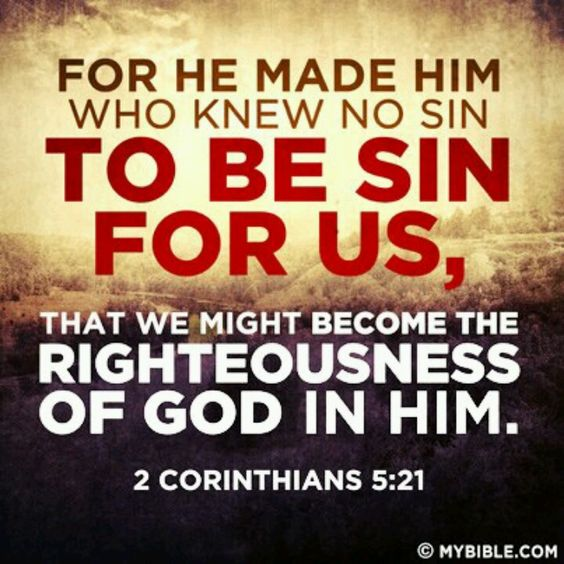 FOR HE MADE HIM
WHO KNEW NO SIN
TO BE SIN
FOR US,
THAT WE MIGHT BECOME THE
RIGHTEOUSNESS
OF GOD IN HIM.
2 CORINTHIANS 5:21
© MYBIBLE.COM